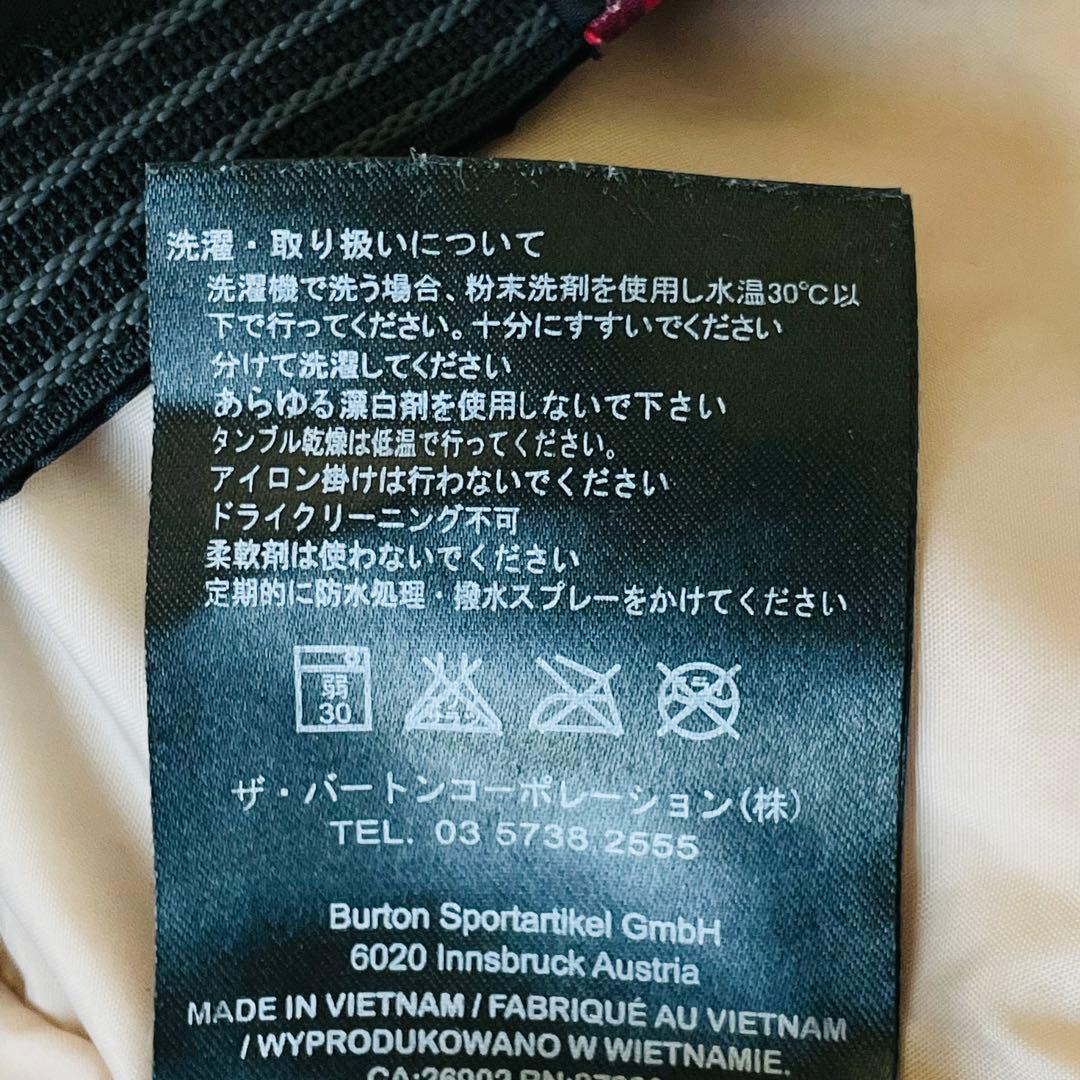 洗濯・取り扱いについて
洗濯機で洗う場合、粉末洗剤を使用し水温30℃以
下で行ってください。十分にすすいでください
分けて洗濯してください
あらゆる漂白剤を使用しないで下さい
タンブル乾燥は低温で行ってください。
アイロン掛けは行わないでください
ドライクリーニング不可
柔軟剤は使わないでください
定期的に防水処理・撥水スプレーをかけてください
弱
30
ドライ
ザ・バートンコーポレーション(株)
TEL. 03 5738 2555
Burton Sportartikel GmbH
6020 Innsbruck Austria
MADE IN VIETNAM / FABRIQUÉ AU VIETNAM
/ WYPRODUKOWANO W WIETNAMIE.